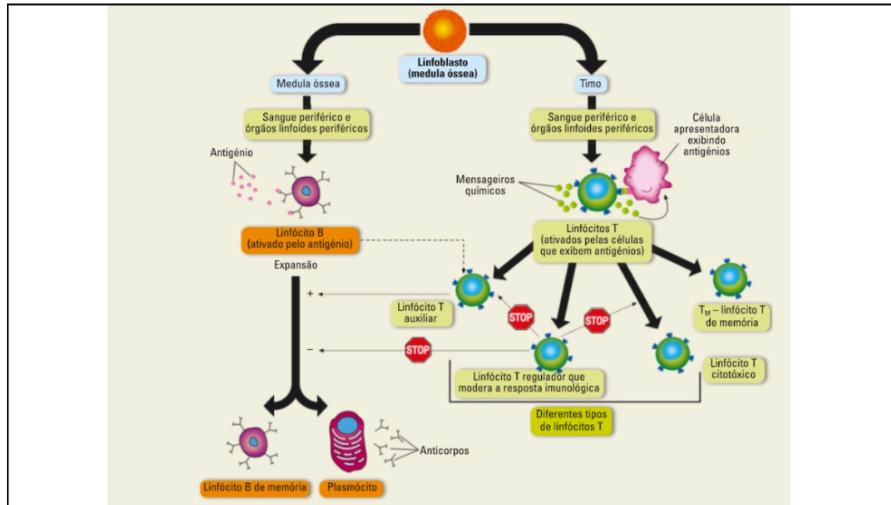 Linfoblasto
(medula óssea)
Medula óssea
Timo
Sangue periférico e
órgãos linfoides periféricos
Sangue periférico e
órgãos linfoides periféricos
Célula
apresentadora
exibindo
antigénios
Antigénio
Mensageiros
químicos
Linfócito B
(ativado pelo antigénio)
Linfócitos T
(ativados pelas células
que exibem antigénios)
Expansão
+
Linfócito T
auxiliar
STOP
STOP
TM – linfócito T
de memória
–
STOP
Linfócito T regulador que
modera a resposta imunológica
Linfócito T
citotóxico
Diferentes tipos
de linfócitos T
Anticorpos
Linfócito B de memória
Plasmócito